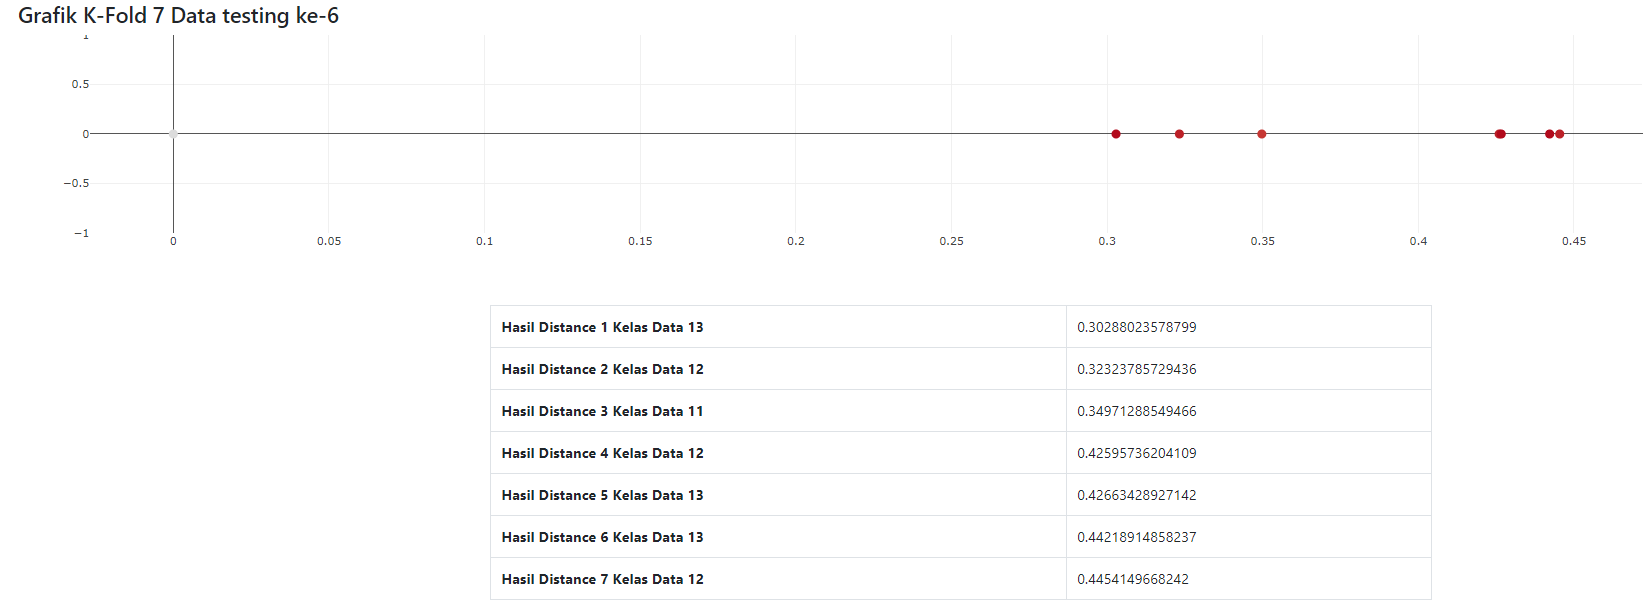 Grafik K-Fold 7 Data testing ke-6
1
0.5
0
−0.5
−1
0 0.05 0.1 0.15 0.2 0.25 0.3 0.35 0.4 0.45
Hasil Distance 1 Kelas Data 13 0.30288023578799
Hasil Distance 2 Kelas Data 12 0.32323785729436
Hasil Distance 3 Kelas Data 11 0.34971288549466
Hasil Distance 4 Kelas Data 12 0.42595736204109
Hasil Distance 5 Kelas Data 13 0.42663428927142
Hasil Distance 6 Kelas Data 13 0.44218914858237
Hasil Distance 7 Kelas Data 12 0.4454149668242